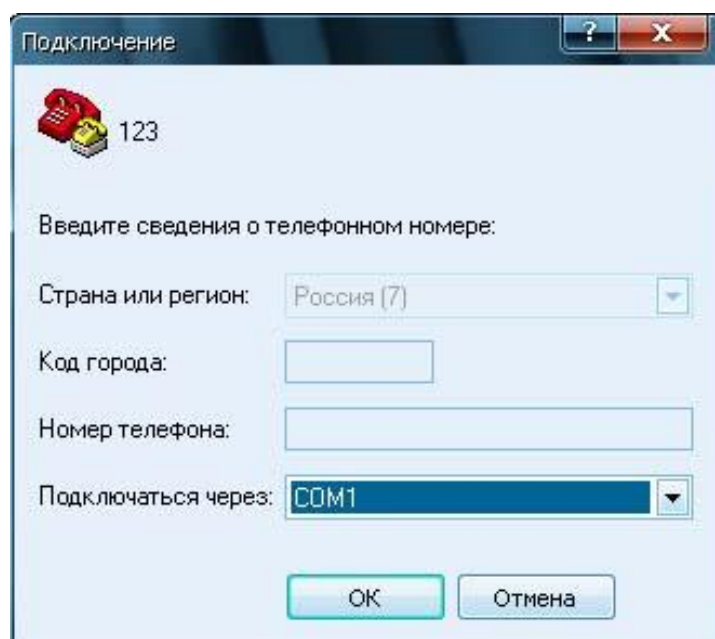 Подключение
?
X
123
Введите сведения о телефонном номере:
Страна или регион: Россия (7)
Код города:
Номер телефона:
Подключаться через: COM1
OK Отмена